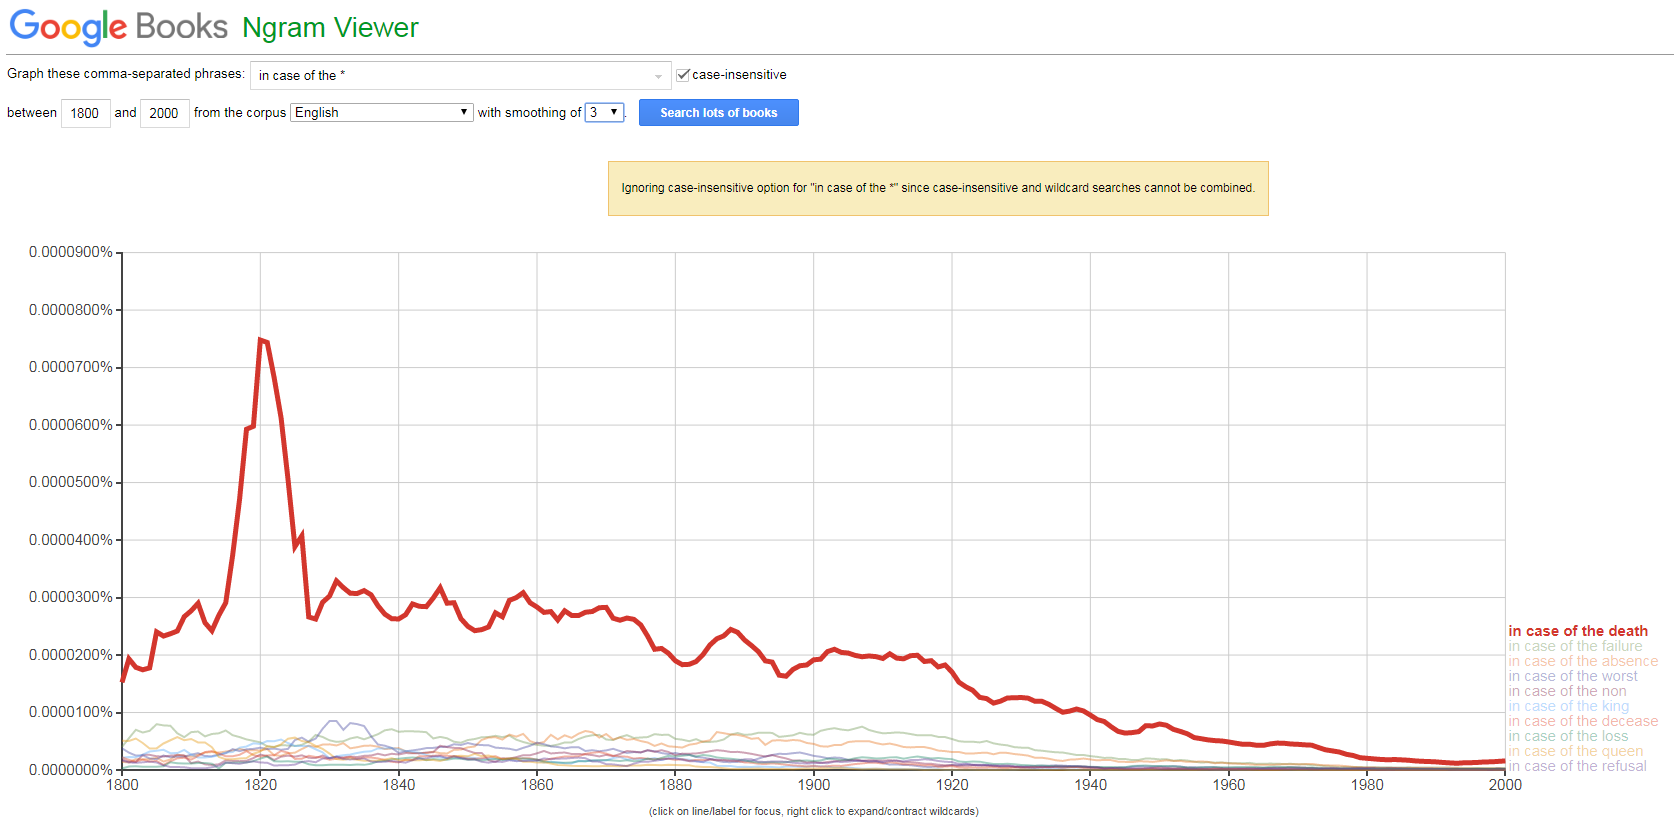 Google Books Ngram Viewer
Graph these comma-separated phrases: in case of the * case-insensitive
between 1800 and 2000 from the corpus English with smoothing of 3 . Search lots of books
Ignoring case-insensitive option for "in case of the *" since case-insensitive and wildcard searches cannot be combined.
0.0000900%
0.0000800%
0.0000700%
0.0000600%
0.0000500%
0.0000400%
0.0000300%
0.0000200%
0.0000100%
0.0000000%
in case of the death
in case of the failure
in case of the absence
in case of the worst
in case of the non
in case of the king
in case of the decease
in case of the loss
in case of the queen
in case of the refusal
1800 1820 1840 1860 1880 1900 1920 1940 1960 1980 2000
(click on line/label for focus, right click to expand/contract wildcards)